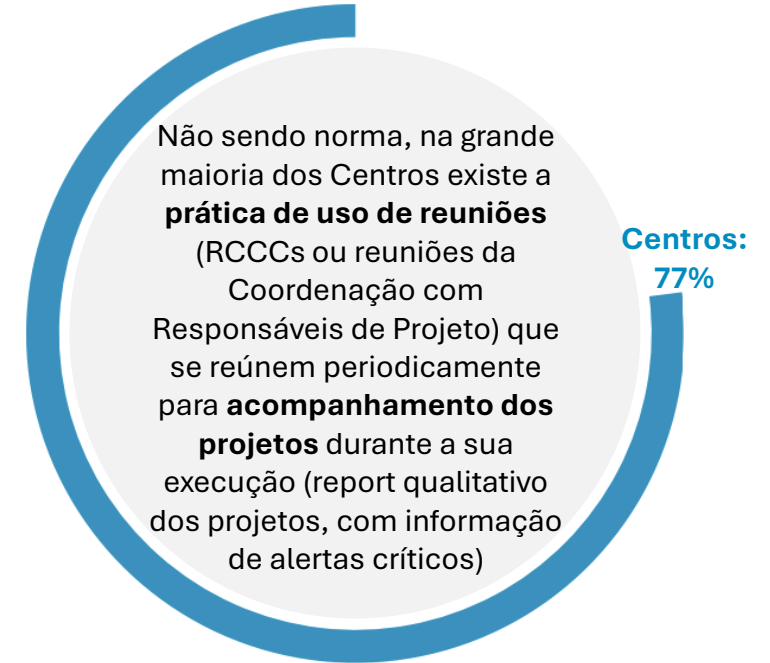 Não sendo norma, na grande
maioria dos Centros existe a
prática de uso de reuniões
(RCCCs ou reuniões da
Coordenação com
Responsáveis de Projeto) que
se reúnem periodicamente
para acompanhamento dos
projetos durante a sua
execução (report qualitativo
dos projetos, com informação
de alertas críticos)
Centros:
77%